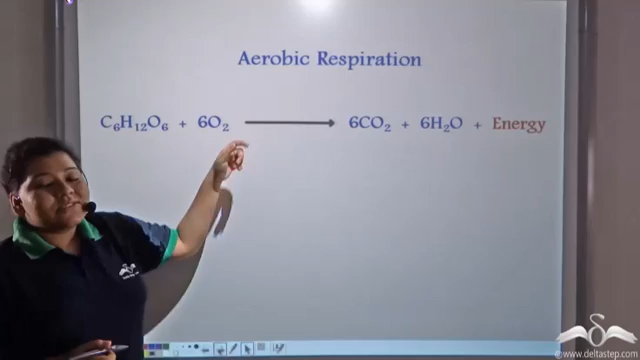 Aerobic Respiration
C₆H₁₂O₆ + 6O₂ → 6CO₂ + 6H₂O + Energy
@www.deltastep.com